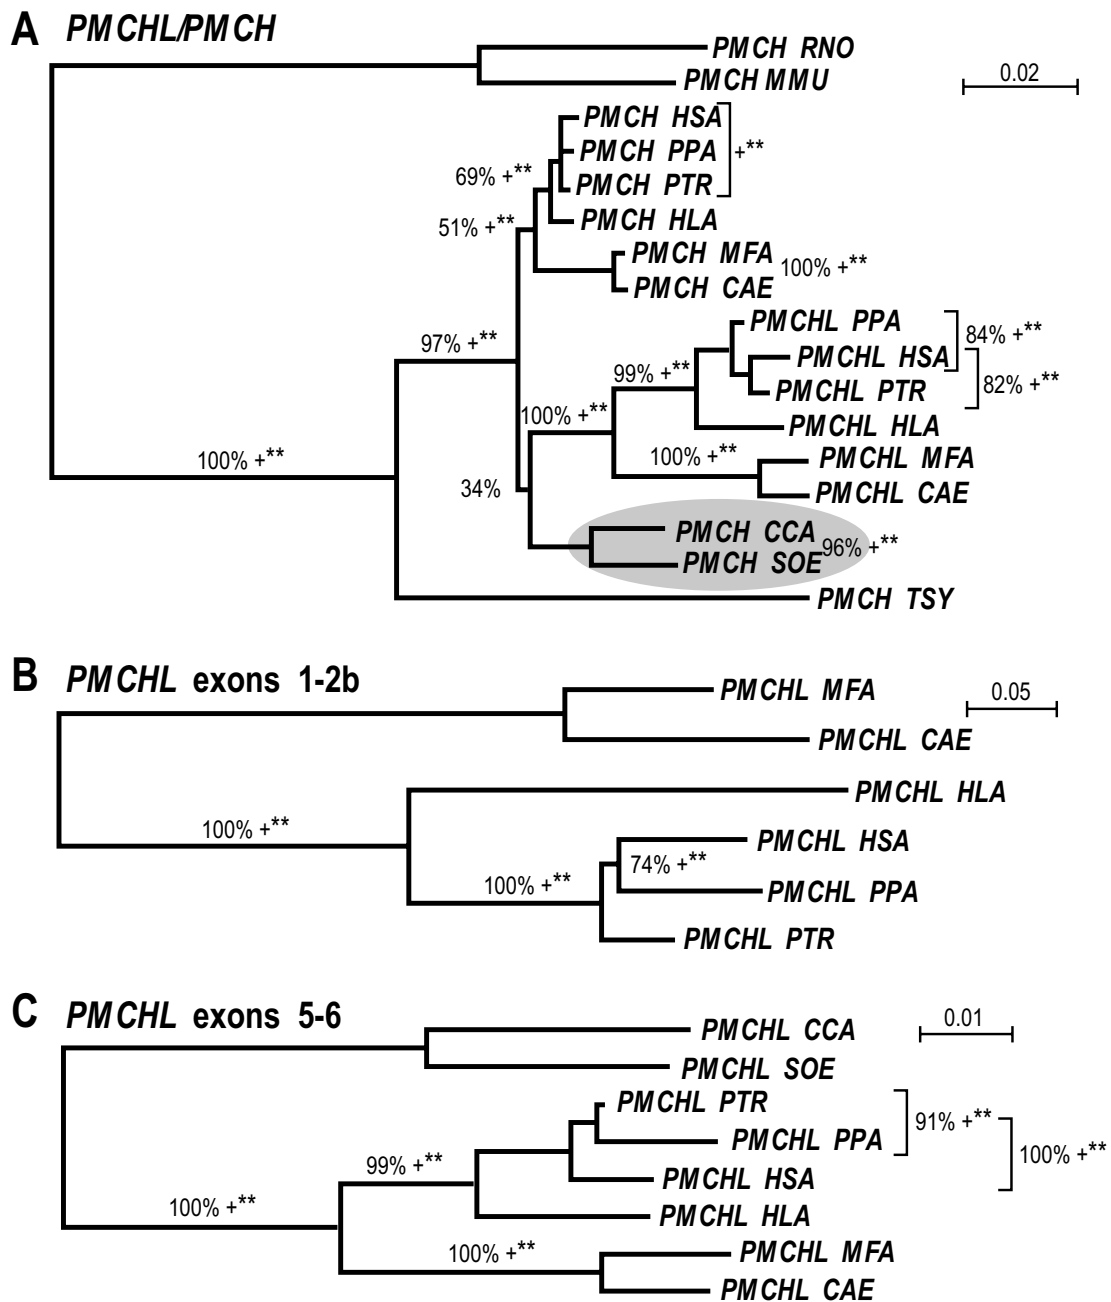 A PMCHL/PMCH
PMCH RNO
0.02
PMCH MMU
PMCH HSA
PMCH PPA +**
69% +**
PMCH PTR
51% +**
PMCH HLA
PMCH MFA
100% +**
PMCH CAE
PMCHL PPA
84% +**
97% +**
PMCHL HSA
99% +**
82% +**
PMCHL PTR
100% +**
PMCHL HLA
100% +**
PMCHL MFA
100% +**
34%
PMCHL CAE
PMCH CCA
96% +**
PMCH SOE
PMCH TSY
B PMCHL exons 1-2b
PMCHL MFA
0.05
PMCHL CAE
PMCHL HLA
100% +**
PMCHL HSA
74% +**
100% +**
PMCHL PPA
PMCHL PTR
C PMCHL exons 5-6
PMCHL CCA
0.01
PMCHL SOE
PMCHL PTR
91% +**
PMCHL PPA
100% +**
99% +**
PMCHL HSA
100% +**
PMCHL HLA
100% +**
PMCHL MFA
PMCHL CAE